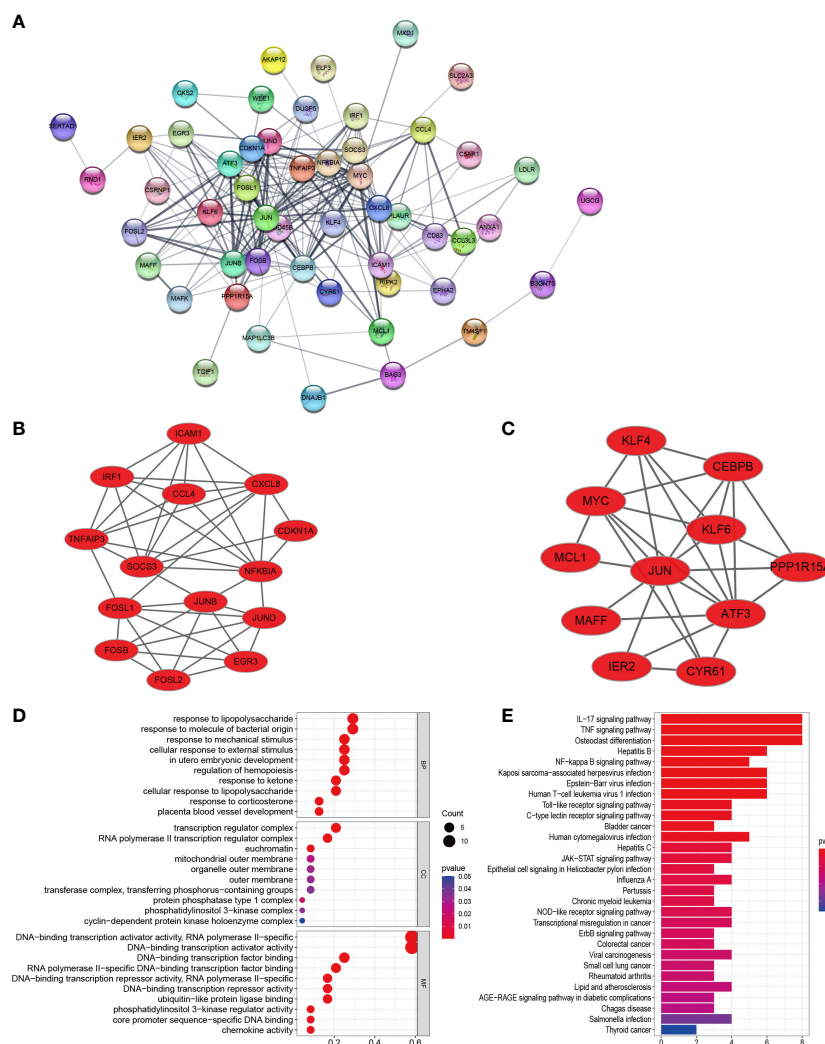 A
MXD1
AKAP12
ELF3
SLC2A3
CKS2
WEE1
DUSP5
SERTAD1
IER2
EGR3
JUND
CDKN1A
IRF1
SOCS3
CCL4
C5AR1
RND1
CSRNP1
ATF3
TNFAIP3
NFKBIA
MYC
LDLR
FOSL1
UGCG
KLF6
JUN
KLF4
CXCL8
PLAUR
CD83
CCL3L3
ANXA1
FOSL2
MAFF
JUNB
FOSB
CEBPB
ICAM1
RIPK2
EPHA2
B3GNT5
MAFK
PPP1R15A
CYR61
MAP1LC3B
MCL1
TM4SF1
TGIF1
BAG3
DNAJB1
B
ICAM1
IRF1
CCL4
CXCL8
TNFAIP3
CDKN1A
SOCS3
NFKBIA
FOSL1
JUNB
JUND
FOSB
EGR3
FOSL2
C
KLF4
CEBPB
MYC
KLF6
MCL1
JUN
PPP1R15A
MAFF
ATF3
IER2
CYR61
D
response to lipopolysaccharide
response to molecule of bacterial origin
response to mechanical stimulus
cellular response to external stimulus
in utero embryonic development
regulation of hemopoiesis
response to ketone
cellular response to lipopolysaccharide
response to corticosterone
placenta blood vessel development
BP
transcription regulator complex
RNA polymerase II transcription regulator complex
euchromatin
mitochondrial outer membrane
organelle outer membrane
outer membrane
transferase complex, transferring phosphorus-containing groups
protein phosphatase type 1 complex
phosphatidylinositol 3-kinase complex
cyclin-dependent protein kinase holoenzyme complex
CC
DNA-binding transcription activator activity, RNA polymerase II-specific
DNA-binding transcription activator activity
DNA-binding transcription factor binding
RNA polymerase II-specific DNA-binding transcription factor binding
DNA-binding transcription repressor activity, RNA polymerase II-specific
DNA-binding transcription repressor activity
ubiquitin-like protein ligase binding
phosphatidylinositol 3-kinase regulator activity
core promoter sequence-specific DNA binding
chemokine activity
MF
0.2 0.4 0.6
Count
5
10
pvalue
0.05
0.04
0.03
0.02
0.01
E
IL-17 signaling pathway
TNF signaling pathway
Osteoclast differentiation
Hepatitis B
NF-kappa B signaling pathway
Kaposi sarcoma-associated herpesvirus infection
Epstein-Barr virus infection
Human T-cell leukemia virus 1 infection
Toll-like receptor signaling pathway
C-type lectin receptor signaling pathway
Bladder cancer
Human cytomegalovirus infection
Hepatitis C
JAK-STAT signaling pathway
Epithelial cell signaling in Helicobacter pylori infection
Influenza A
Pertussis
Chronic myeloid leukemia
NOD-like receptor signaling pathway
Transcriptional misregulation in cancer
ErbB signaling pathway
Colorectal cancer
Viral carcinogenesis
Small cell lung cancer
Rheumatoid arthritis
Lipid and atherosclerosis
AGE-RAGE signaling pathway in diabetic complications
Chagas disease
Salmonella infection
Thyroid cancer
0 2 4 6 8